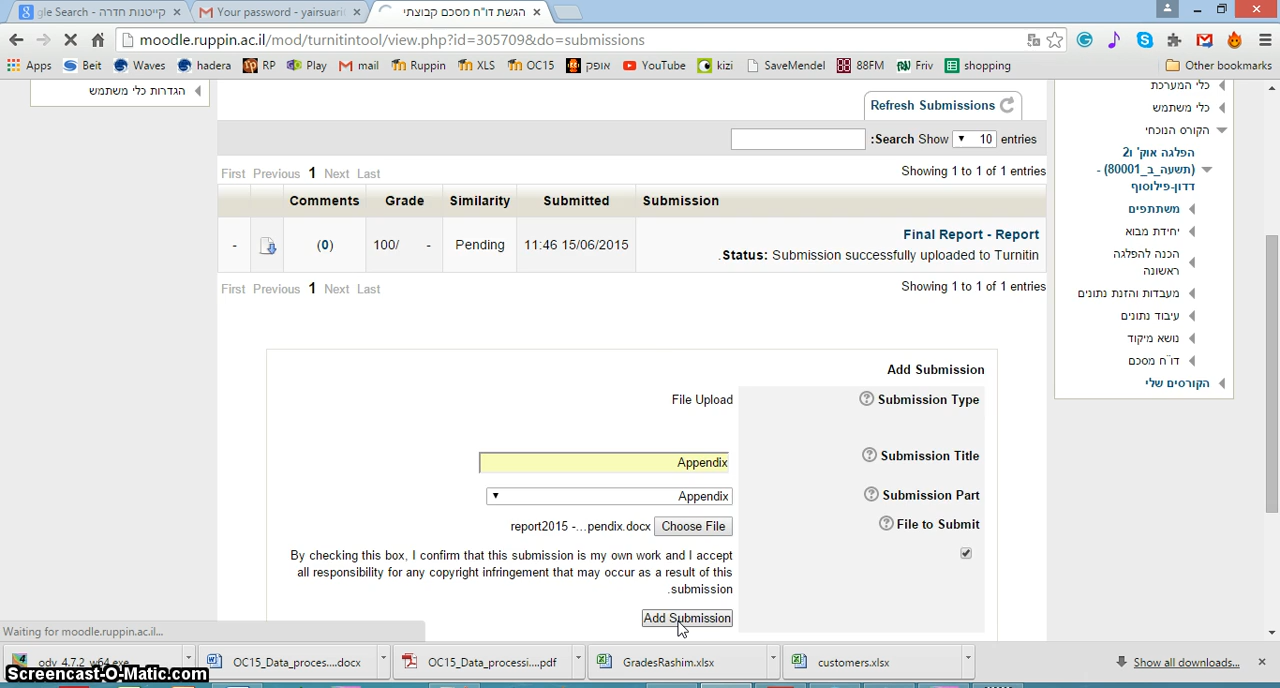 gle Search - קייטנות חדרה
Your password - yairsuari
הגשת דו"ח מסכם קבוצתי
moodle.ruppin.ac.il/mod/turnitintool/view.php?id=305709&do=submissions
Apps Beit Waves hadera RP Play mail Ruppin XLS OC15 אופק YouTube kizi SaveMendel 88FM Friv shopping Other bookmarks
הגדרות כלי משתמש
Refresh Submissions
:Search Show 10 entries
First Previous 1 Next Last
Showing 1 to 1 of 1 entries
Comments Grade Similarity Submitted Submission
- (0) 100/ - Pending 11:46 15/06/2015 Final Report - Report
.Status: Submission successfully uploaded to Turnitin
First Previous 1 Next Last
Showing 1 to 1 of 1 entries
Add Submission
File Upload
Submission Type
Appendix
Submission Title
Appendix
Submission Part
report2015 -...pendix.docx Choose File
File to Submit
By checking this box, I confirm that this submission is my own work and I accept
all responsibility for any copyright infringement that may occur as a result of this
.submission
Add Submission
כלי המערכת
כלי משתמש
הקורס הנוכחי
הפלגה אוק' ו2
(תשעה_ב_80001) -
דדון-פילוסוף
משתתפים
יחידת מבוא
הכנה להפלגה
ראשונה
מעבדות והזנת נתונים
עיבוד נתונים
נושא מיקוד
דו"ח מסכם
הקורסים שלי
Waiting for moodle.ruppin.ac.il...
odv_4.7.2_w64.exe
OC15_Data_proces....docx
OC15_Data_processi....pdf
GradesRashim.xlsx
customers.xlsx
Show all downloads...
Screencast-O-Matic.com